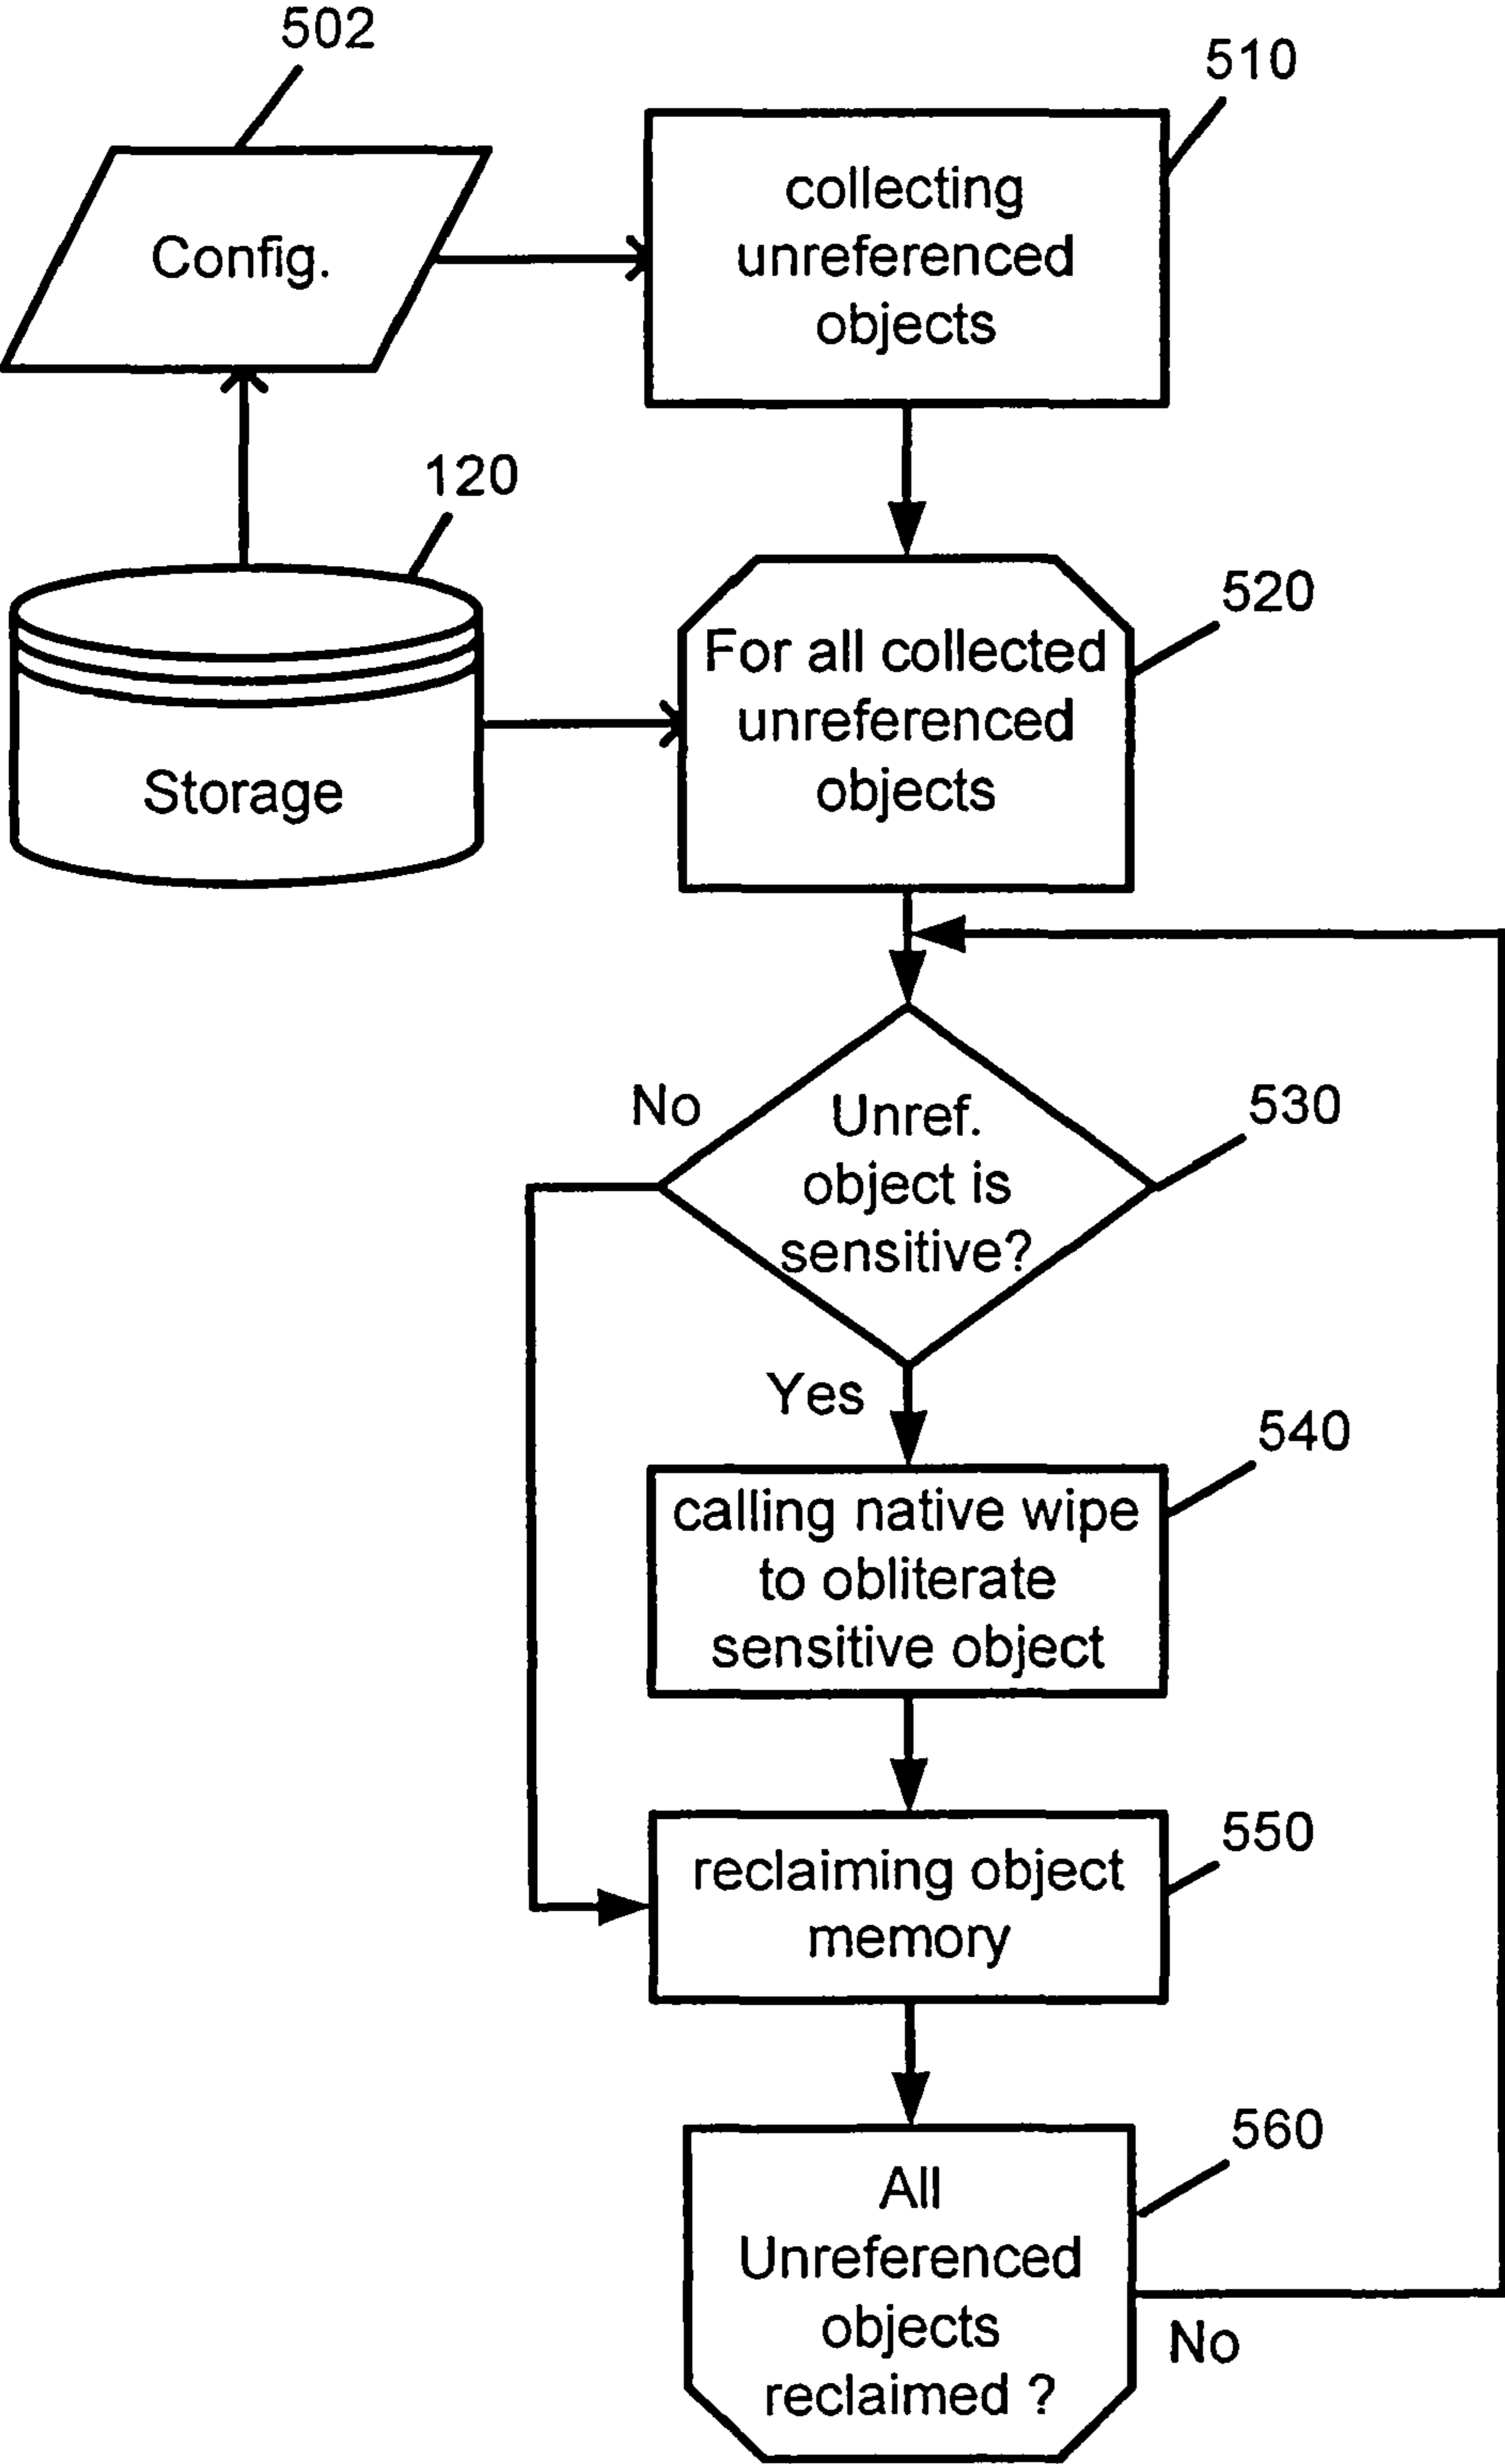 502
510
collecting
unreferenced
objects
Config.
120
520
For all collected
unreferenced
objects
Storage
No
530
Unref.
object is
sensitive?
Yes
540
calling native wipe
to obliterate
sensitive object
550
reclaiming object
memory
560
All
Unreferenced
objects
reclaimed ?
No